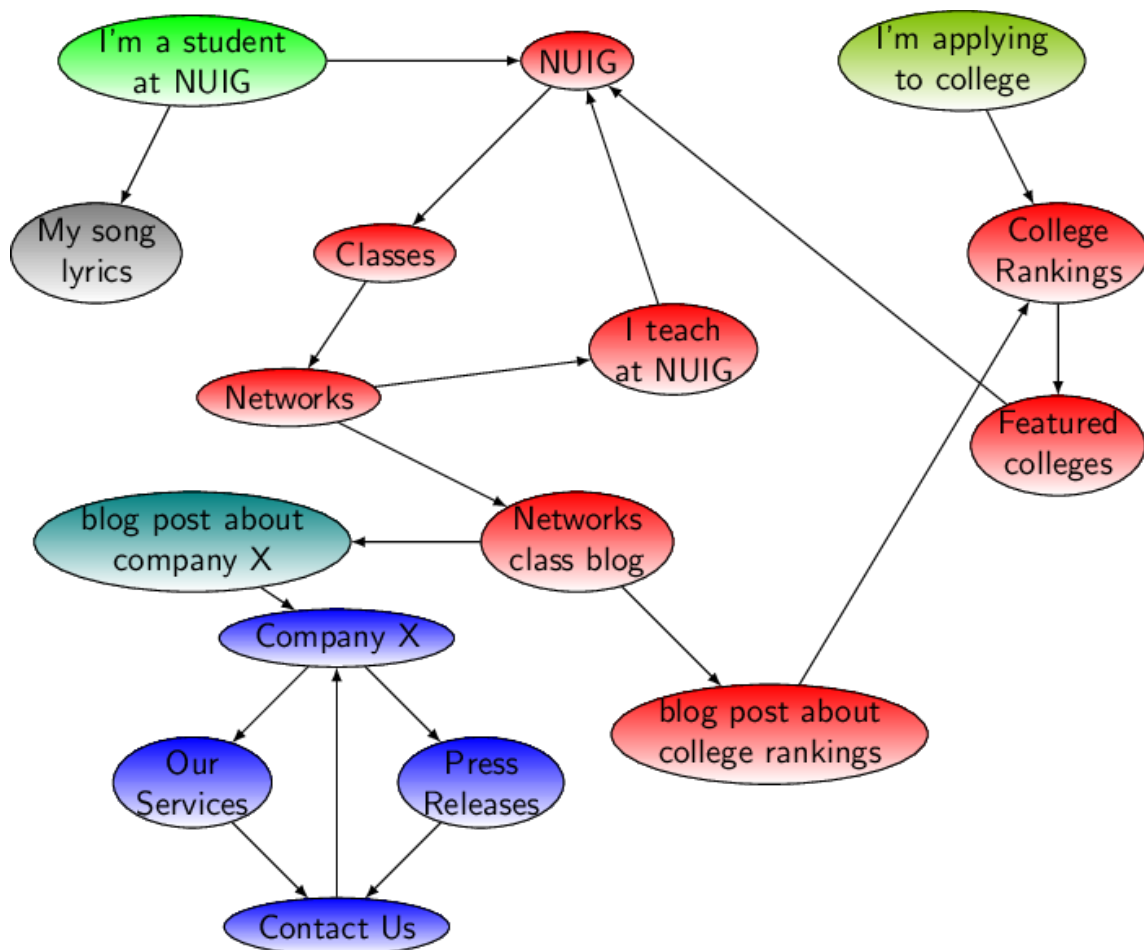 I'm a student
at NUIG
NUIG
I'm applying
to college
My song
lyrics
Classes
College
Rankings
I teach
at NUIG
Networks
Featured
colleges
blog post about
company X
Networks
class blog
Company X
blog post about
college rankings
Our
Services
Press
Releases
Contact Us